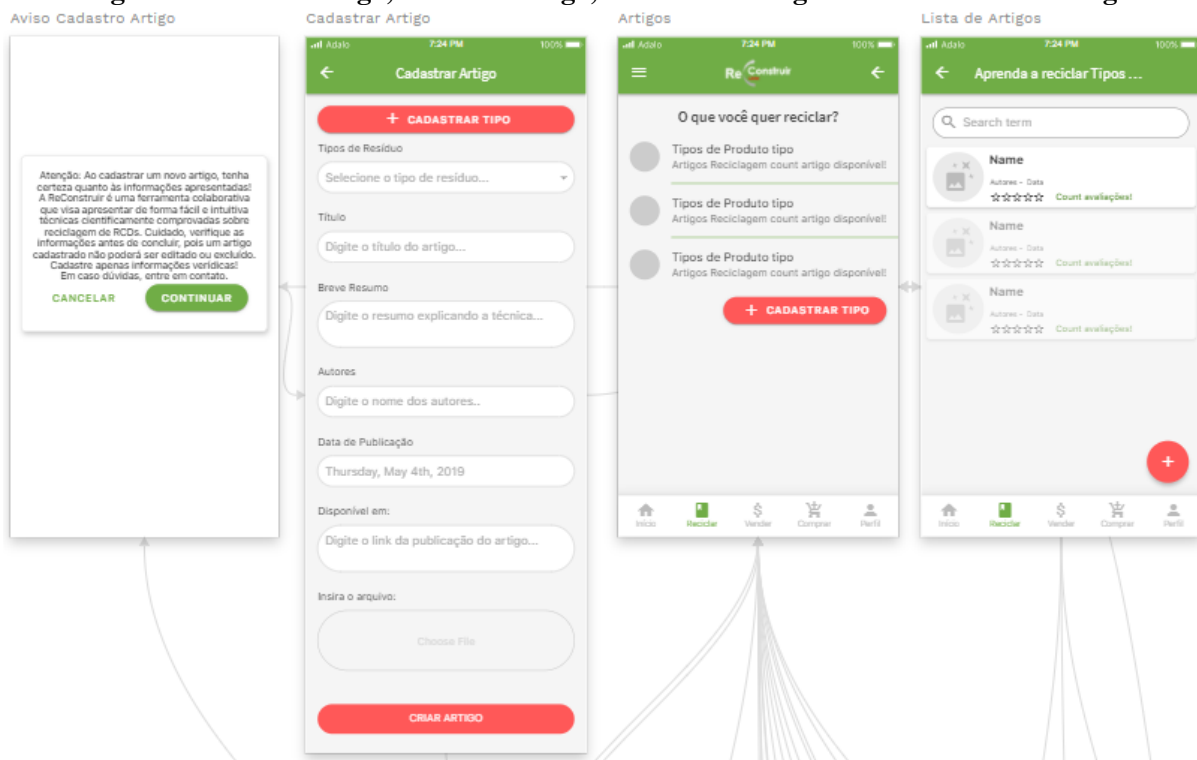 Aviso Cadastro Artigo
Atenção: Ao cadastrar um novo artigo, tenha
certeza quanto às informações apresentadas!
A ReConstruir é uma ferramenta colaborativa
que visa apresentar de forma fácil e intuitiva
técnicas cientificamente comprovadas sobre
reciclagem de RCDs. Cuidado, verifique as
informações antes de concluir, pois um artigo
cadastrado não poderá ser editado ou excluído.
Cadastre apenas informações verídicas!
Em caso dúvidas, entre em contato.
CANCELAR CONTINUAR
Cadastrar Artigo
Adalo 7:24 PM 100%
Cadastrar Artigo
+ CADASTRAR TIPO
Tipos de Resíduo
Selecione o tipo de resíduo...
Título
Digite o título do artigo...
Breve Resumo
Digite o resumo explicando a técnica...
Autores
Digite o nome dos autores..
Data de Publicação
Thursday, May 4th, 2019
Disponível em:
Digite o link da publicação do artigo...
Insira o arquivo:
Choose File
CRIAR ARTIGO
Artigos
Adalo 7:24 PM 100%
Re Construir
O que você quer reciclar?
Tipos de Produto tipo
Artigos Reciclagem count artigo disponível!
Tipos de Produto tipo
Artigos Reciclagem count artigo disponível!
Tipos de Produto tipo
Artigos Reciclagem count artigo disponível!
+ CADASTRAR TIPO
Início Reciclar Vender Comprar Perfil
Lista de Artigos
Adalo 7:24 PM 100%
Aprenda a reciclar Tipos ...
Search term
Name
Autores - Data
Count avaliações!
Name
Autores - Data
Count avaliações!
Name
Autores - Data
Count avaliações!
+
Início Reciclar Vender Comprar Perfil